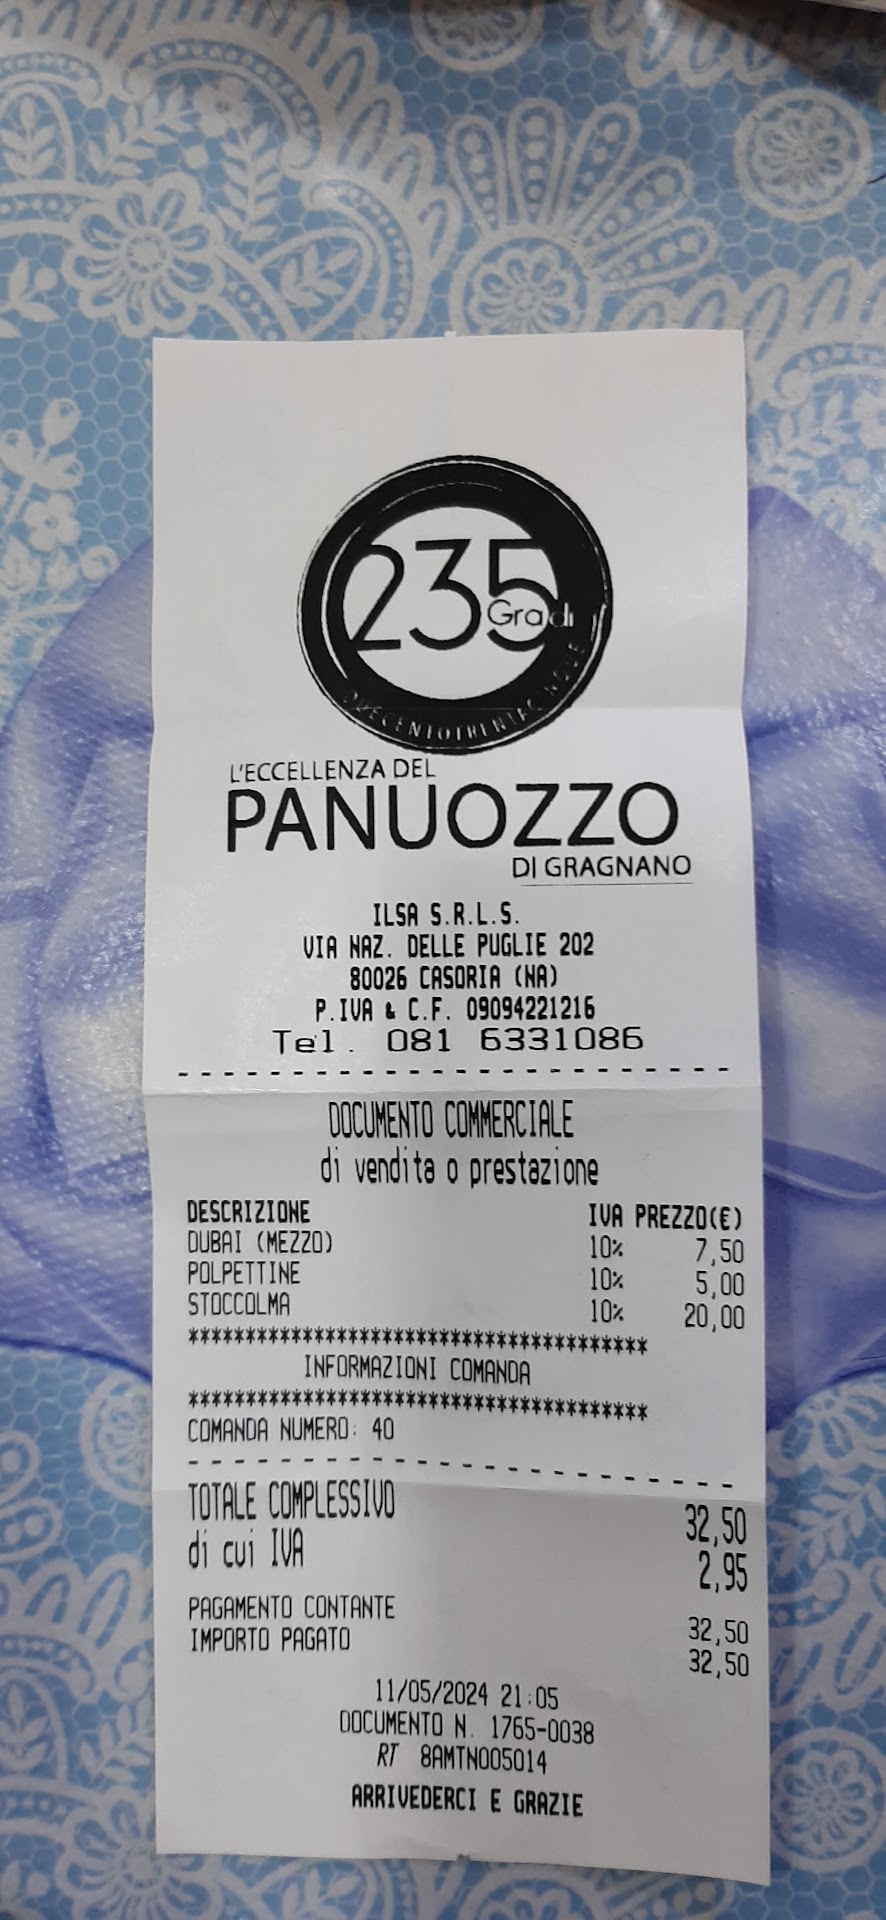 235
Gradi
DUECENTOTRENTACINQUE
L'ECCELLENZA DEL
PANUOZZO
DI GRAGNANO
ILSA S.R.L.S.
VIA NAZ. DELLE PUGLIE 202
80026 CASORIA (NA)
P.IVA & C.F. 09094221216
Tel. 081 6331086
- - - - - - - - - - - - - - - - - - - - - - - -
DOCUMENTO COMMERCIALE
di vendita o prestazione
DESCRIZIONE IVA PREZZO(€)
DUBAI (MEZZO) 10% 7,50
POLPETTINE 10% 5,00
STOCCOLMA 10% 20,00
****************************************
INFORMAZIONI COMANDA
****************************************
COMANDA NUMERO: 40
- - - - - - - - - - - - - - - - - - - - - - - -
TOTALE COMPLESSIVO 32,50
di cui IVA 2,95
PAGAMENTO CONTANTE 32,50
IMPORTO PAGATO 32,50
11/05/2024 21:05
DOCUMENTO N. 1765-0038
RT 8AMTN005014
ARRIVEDERCI E GRAZIE